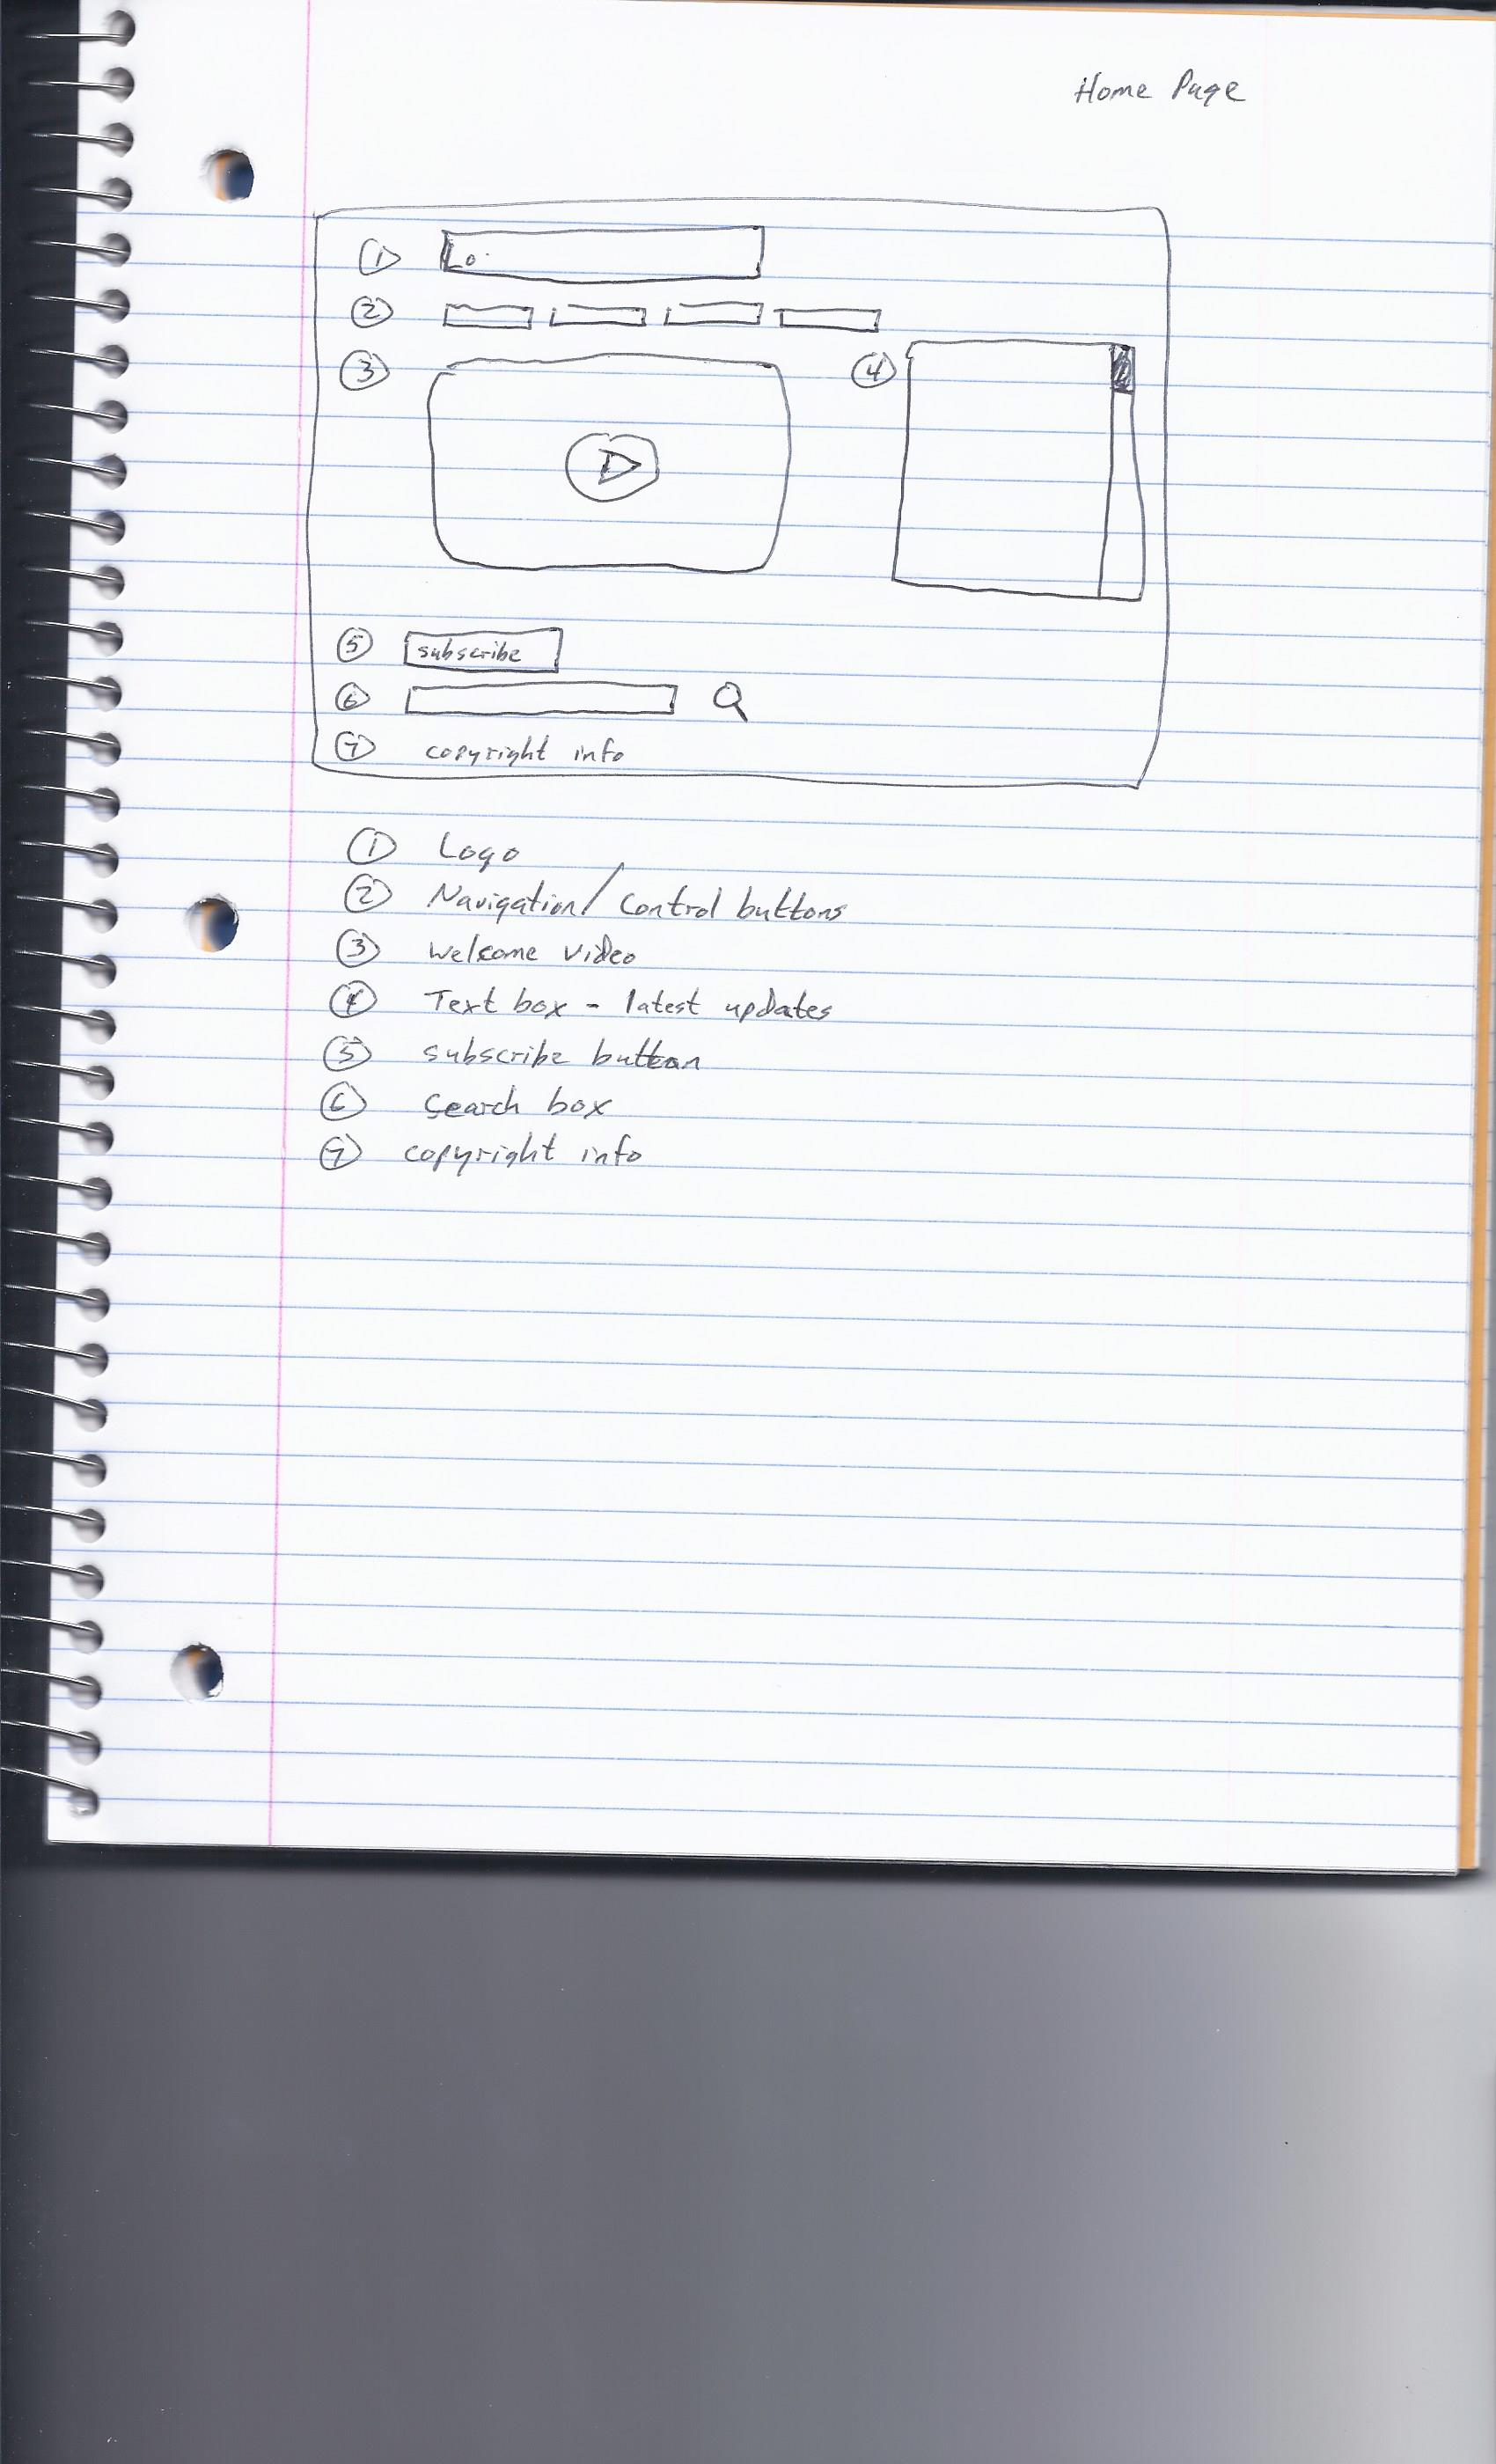 Home Page
1 Lo
2
3
4
5 subscribe
6
7 copyright info
1 Logo
2 Navigation/Control buttons
3 welcome video
4 Text box - latest updates
5 subscribe button
6 Search box
7 copyright info